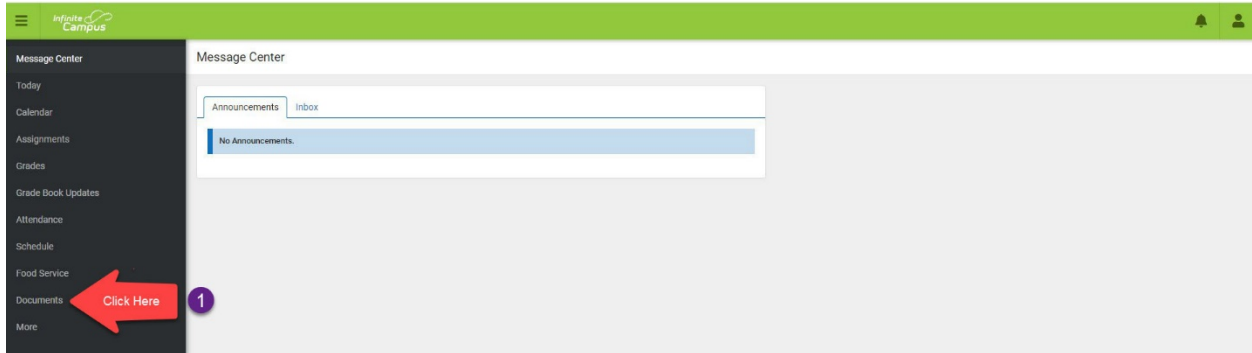 Infinite
Campus
Message Center
Message Center
Today
Calendar
Assignments
Grades
Grade Book Updates
Attendance
Schedule
Food Service
Documents
More
Announcements
Inbox
No Announcements.
Click Here
1